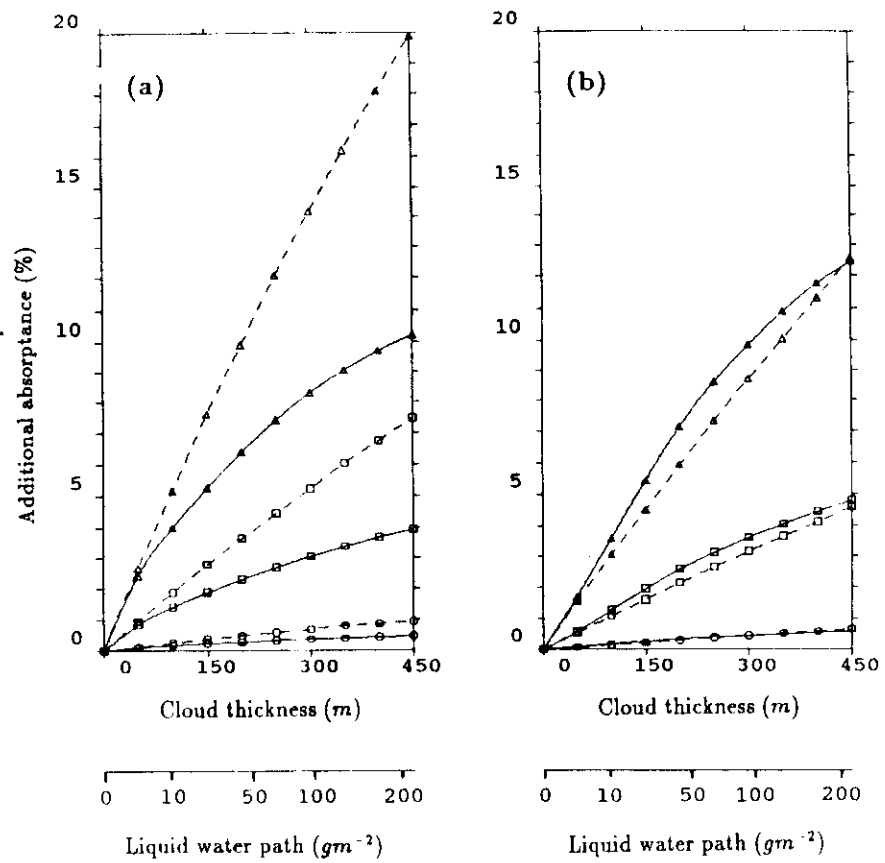 20
15
10
5
0
Additional absorptance (%)
(a)
0 150 300 450
Cloud thickness (m)
0 10 50 100 200
Liquid water path (gm⁻²)
20
15
10
5
0
(b)
0 150 300 450
Cloud thickness (m)
0 10 50 100 200
Liquid water path (gm⁻²)